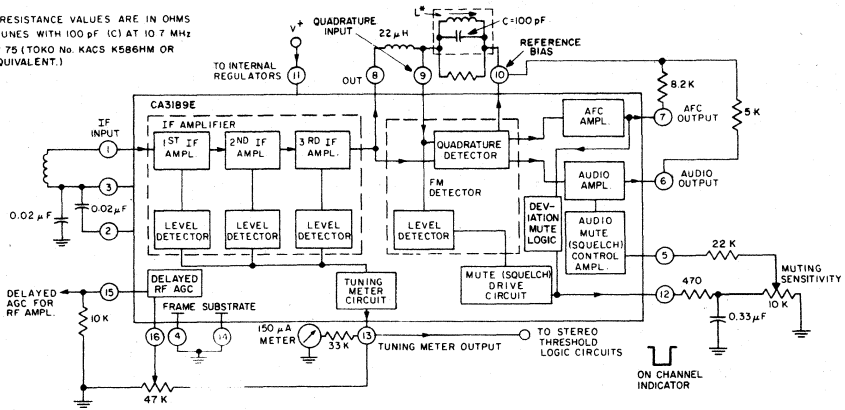 RESISTANCE VALUES ARE IN OHMS
UNES WITH 100 pF (C) AT 10.7 MHz
75 (TOKO No. KACS K586HM OR
QUIVALENT.)
V+
QUADRATURE
INPUT
L*
C=100 pF
22 μH
REFERENCE
BIAS
TO INTERNAL
REGULATORS
11
OUT
8
9
10
8.2K
5K
CA3189E
IF AMPLIFIER
IF
INPUT
1
1ST IF
AMPL.
2ND IF
AMPL
3 RD IF
AMPL.
QUADRATURE
DETECTOR
AFC
AMPL.
7
AFC
OUTPUT
3
FM
DETECTOR
AUDIO
AMPL.
6
AUDIO
OUTPUT
0.02 μF
0.02 μF
2
LEVEL
DETECTOR
LEVEL
DETECTOR
LEVEL
DETECTOR
LEVEL
DETECTOR
DEV-
IATION
MUTE
LOGIC
AUDIO
MUTE
(SQUELCH)
CONTROL
AMPL.
5
22 K
MUTING
SENSITIVITY
DELAYED
AGC FOR
RF AMPL.
15
DELAYED
RF AGC
TUNING
METER
CIRCUIT
MUTE (SQUELCH)
DRIVE
CIRCUIT
12
470
10 K
0.33 μF
10K
FRAME
SUBSTRATE
16
4
14
150 μA
METER
33 K
13
TUNING METER OUTPUT
TO STEREO
THRESHOLD
LOGIC CIRCUITS
47 K
ON CHANNEL
INDICATOR